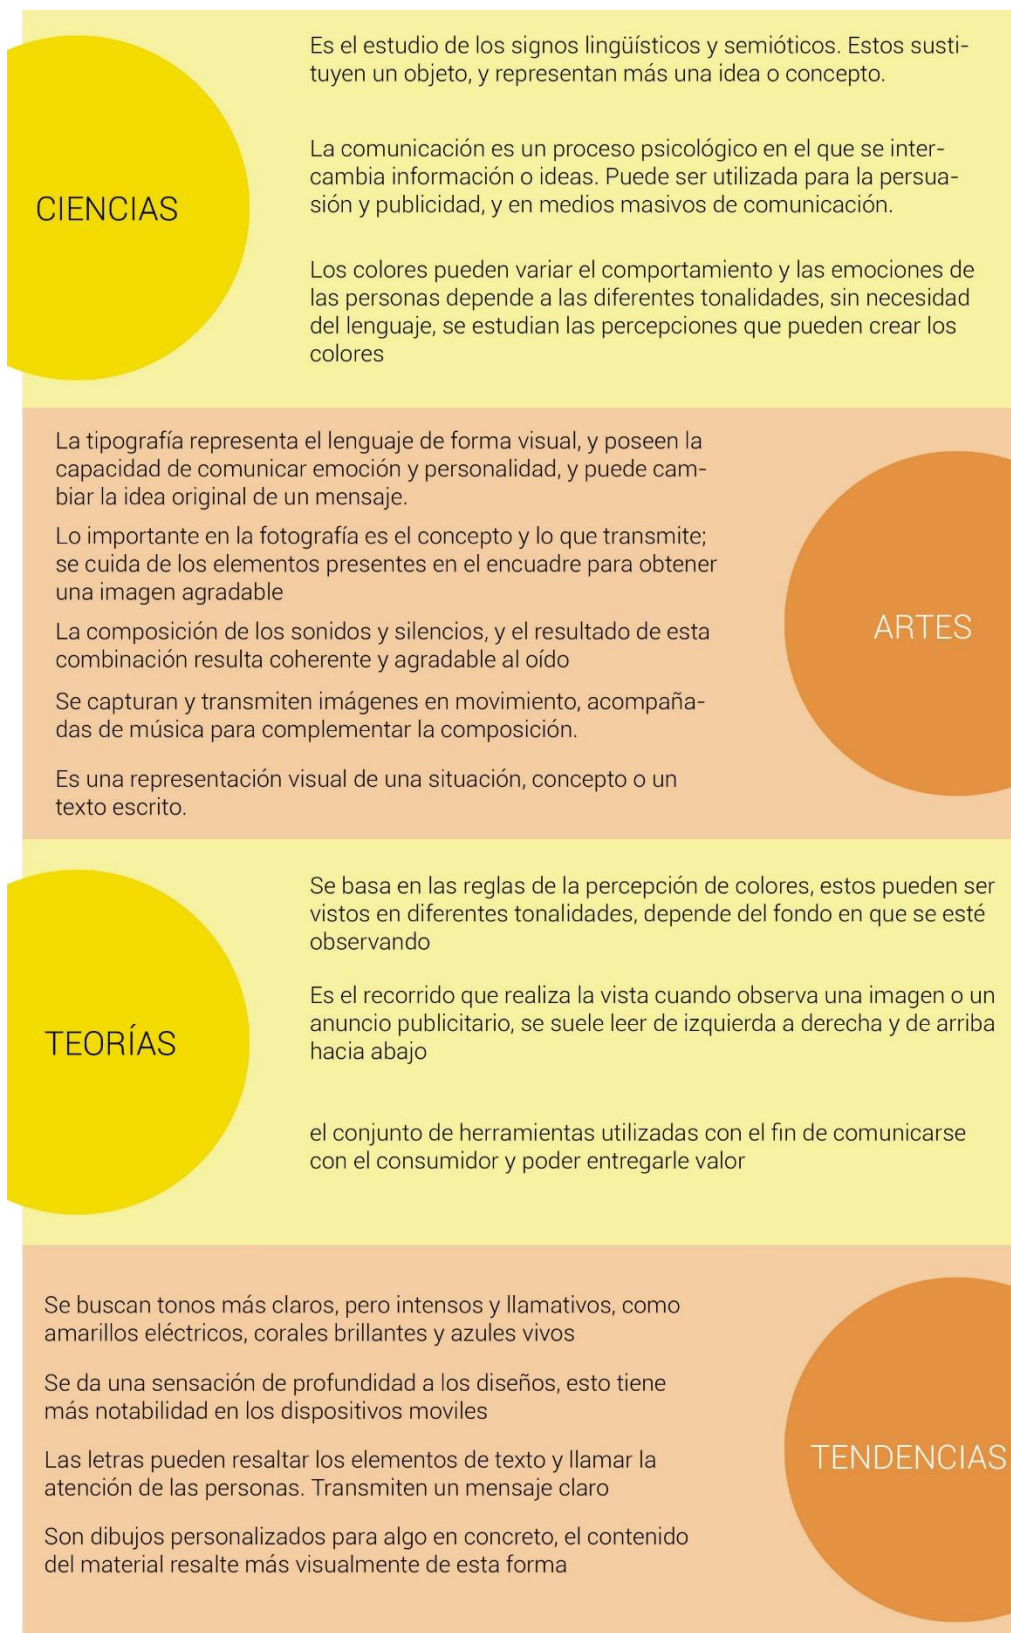 Es el estudio de los signos lingüísticos y semióticos. Estos susti-
tuyen un objeto, y representan más una idea o concepto.
La comunicación es un proceso psicológico en el que se inter-
cambia información o ideas. Puede ser utilizada para la persua-
sión y publicidad, y en medios masivos de comunicación.
CIENCIAS
Los colores pueden variar el comportamiento y las emociones de
las personas depende a las diferentes tonalidades, sin necesidad
del lenguaje, se estudian las percepciones que pueden crear los
colores
La tipografía representa el lenguaje de forma visual, y poseen la
capacidad de comunicar emoción y personalidad, y puede cam-
biar la idea original de un mensaje.
Lo importante en la fotografía es el concepto y lo que transmite;
se cuida de los elementos presentes en el encuadre para obtener
una imagen agradable
La composición de los sonidos y silencios, y el resultado de esta
combinación resulta coherente y agradable al oído
ARTES
Se capturan y transmiten imágenes en movimiento, acompaña-
das de música para complementar la composición.
Es una representación visual de una situación, concepto o un
texto escrito.
Se basa en las reglas de la percepción de colores, estos pueden ser
vistos en diferentes tonalidades, depende del fondo en que se esté
observando
Es el recorrido que realiza la vista cuando observa una imagen o un
anuncio publicitario, se suele leer de izquierda a derecha y de arriba
hacia abajo
TEORÍAS
el conjunto de herramientas utilizadas con el fin de comunicarse
con el consumidor y poder entregarle valor
Se buscan tonos más claros, pero intensos y llamativos, como
amarillos eléctricos, corales brillantes y azules vivos
Se da una sensación de profundidad a los diseños, esto tiene
más notabilidad en los dispositivos moviles
Las letras pueden resaltar los elementos de texto y llamar la
atención de las personas. Transmiten un mensaje claro
TENDENCIAS
Son dibujos personalizados para algo en concreto, el contenido
del material resalte más visualmente de esta forma